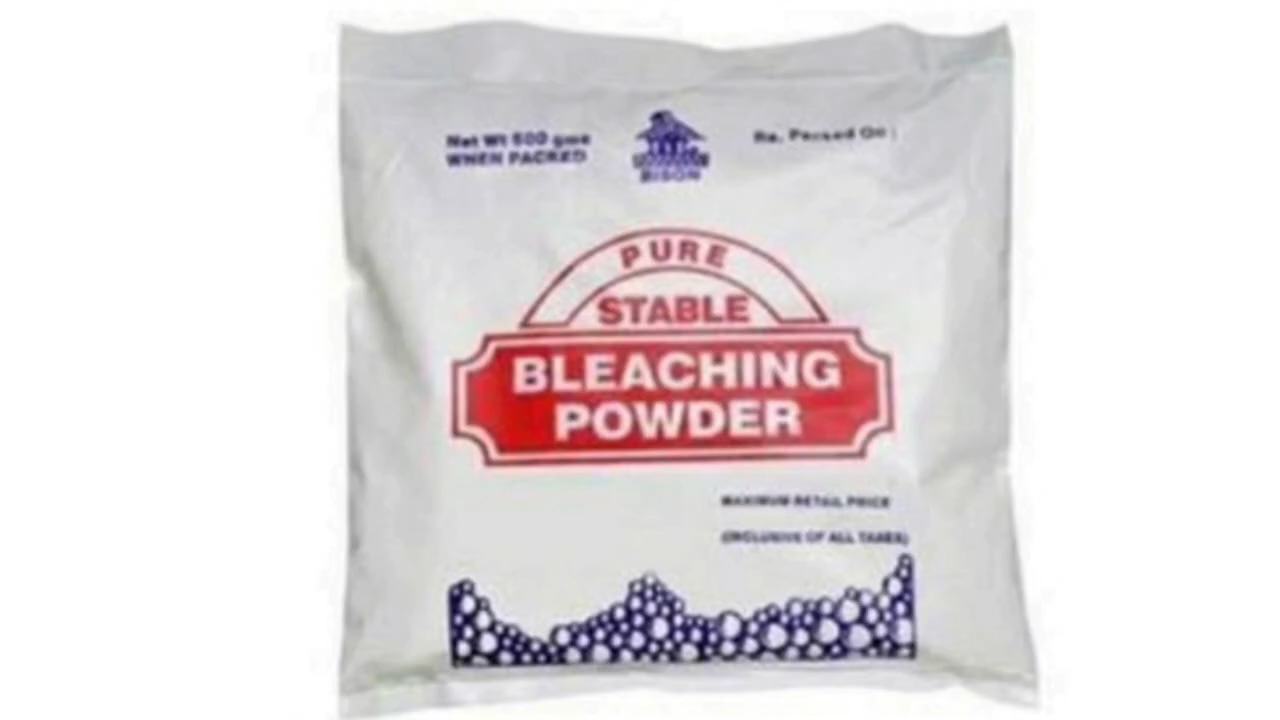 Net Wt 500 gms
WHEN PACKED
BISON
Rs. Packed On :
PURE
STABLE
BLEACHING
POWDER
MAXIMUM RETAIL PRICE
(INCLUSIVE OF ALL TAXES)